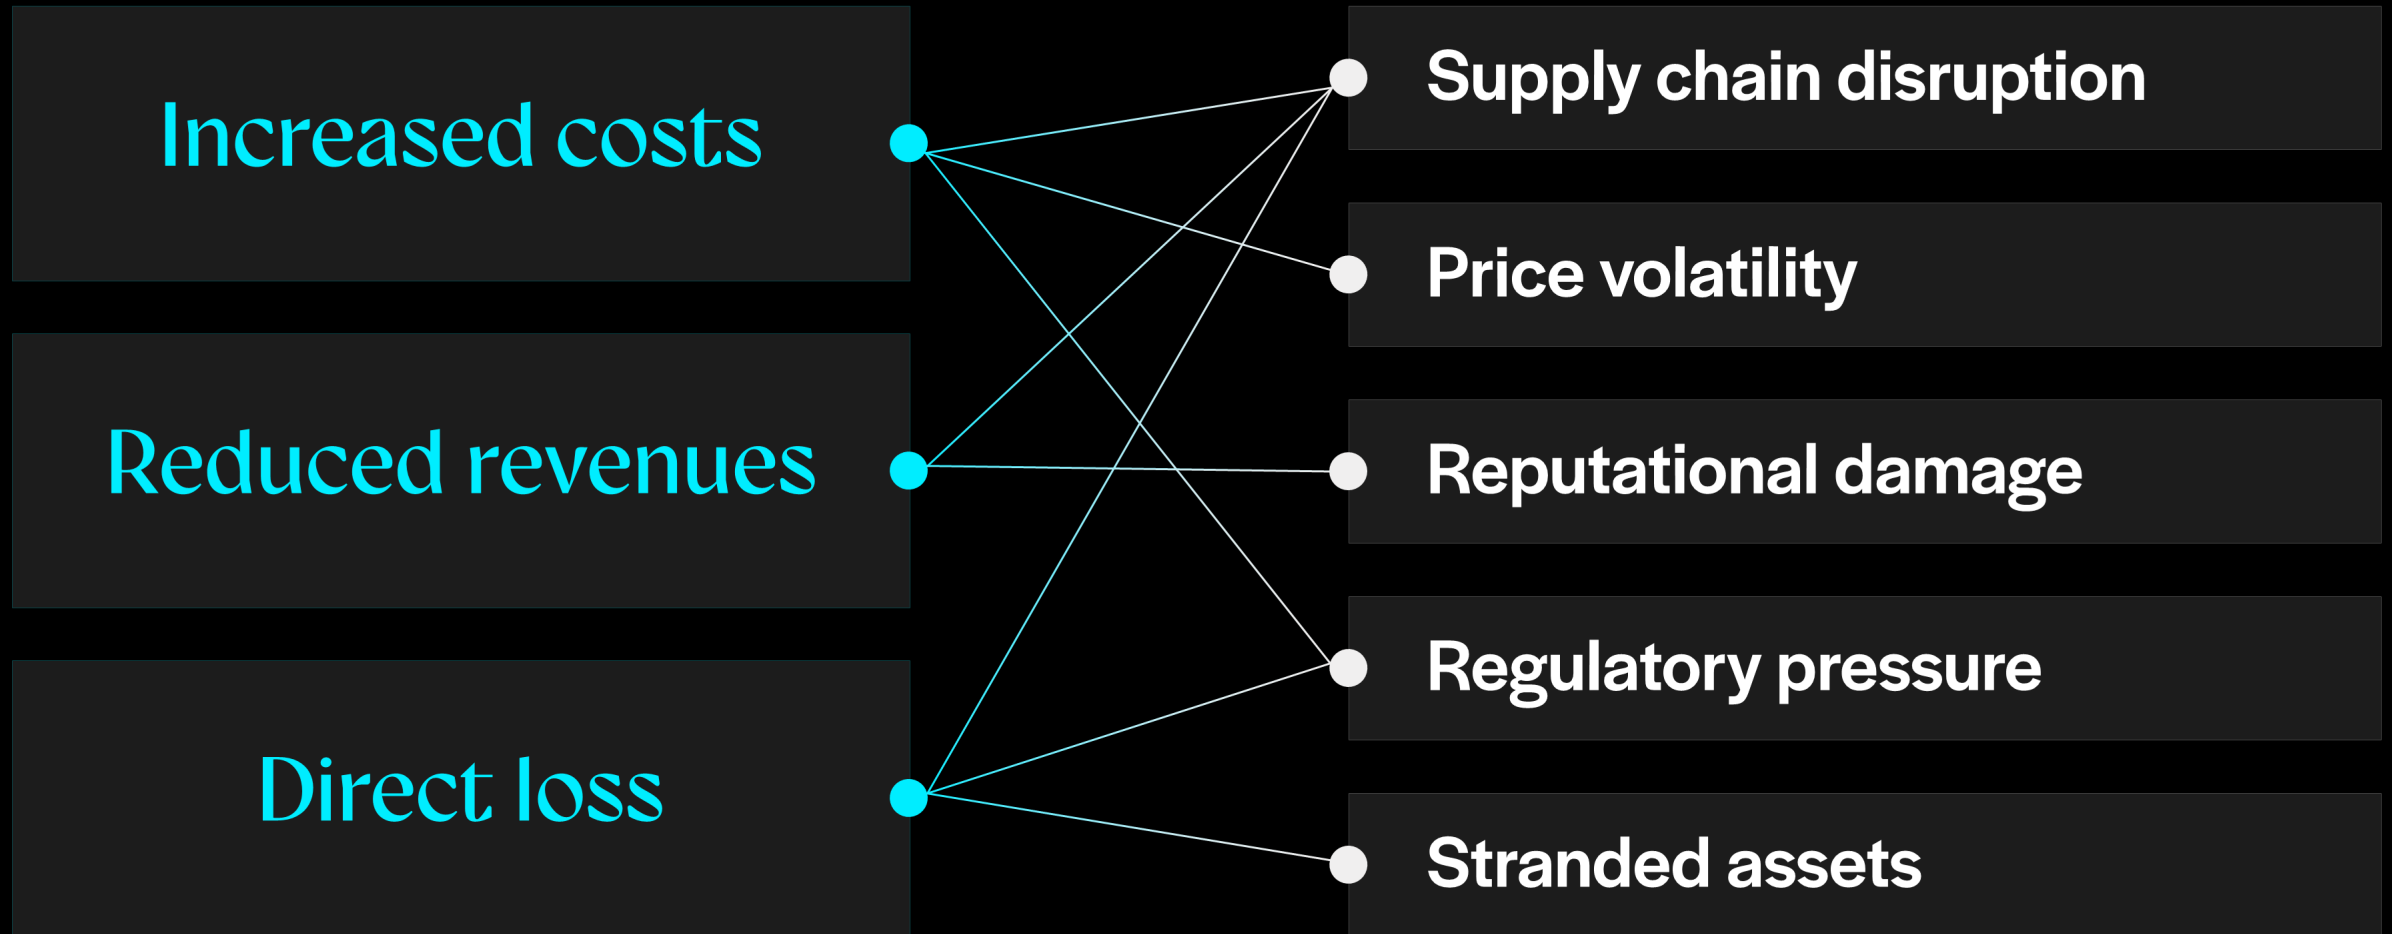 Increased costs
Reduced revenues
Direct loss
Supply chain disruption
Price volatility
Reputational damage
Regulatory pressure
Stranded assets